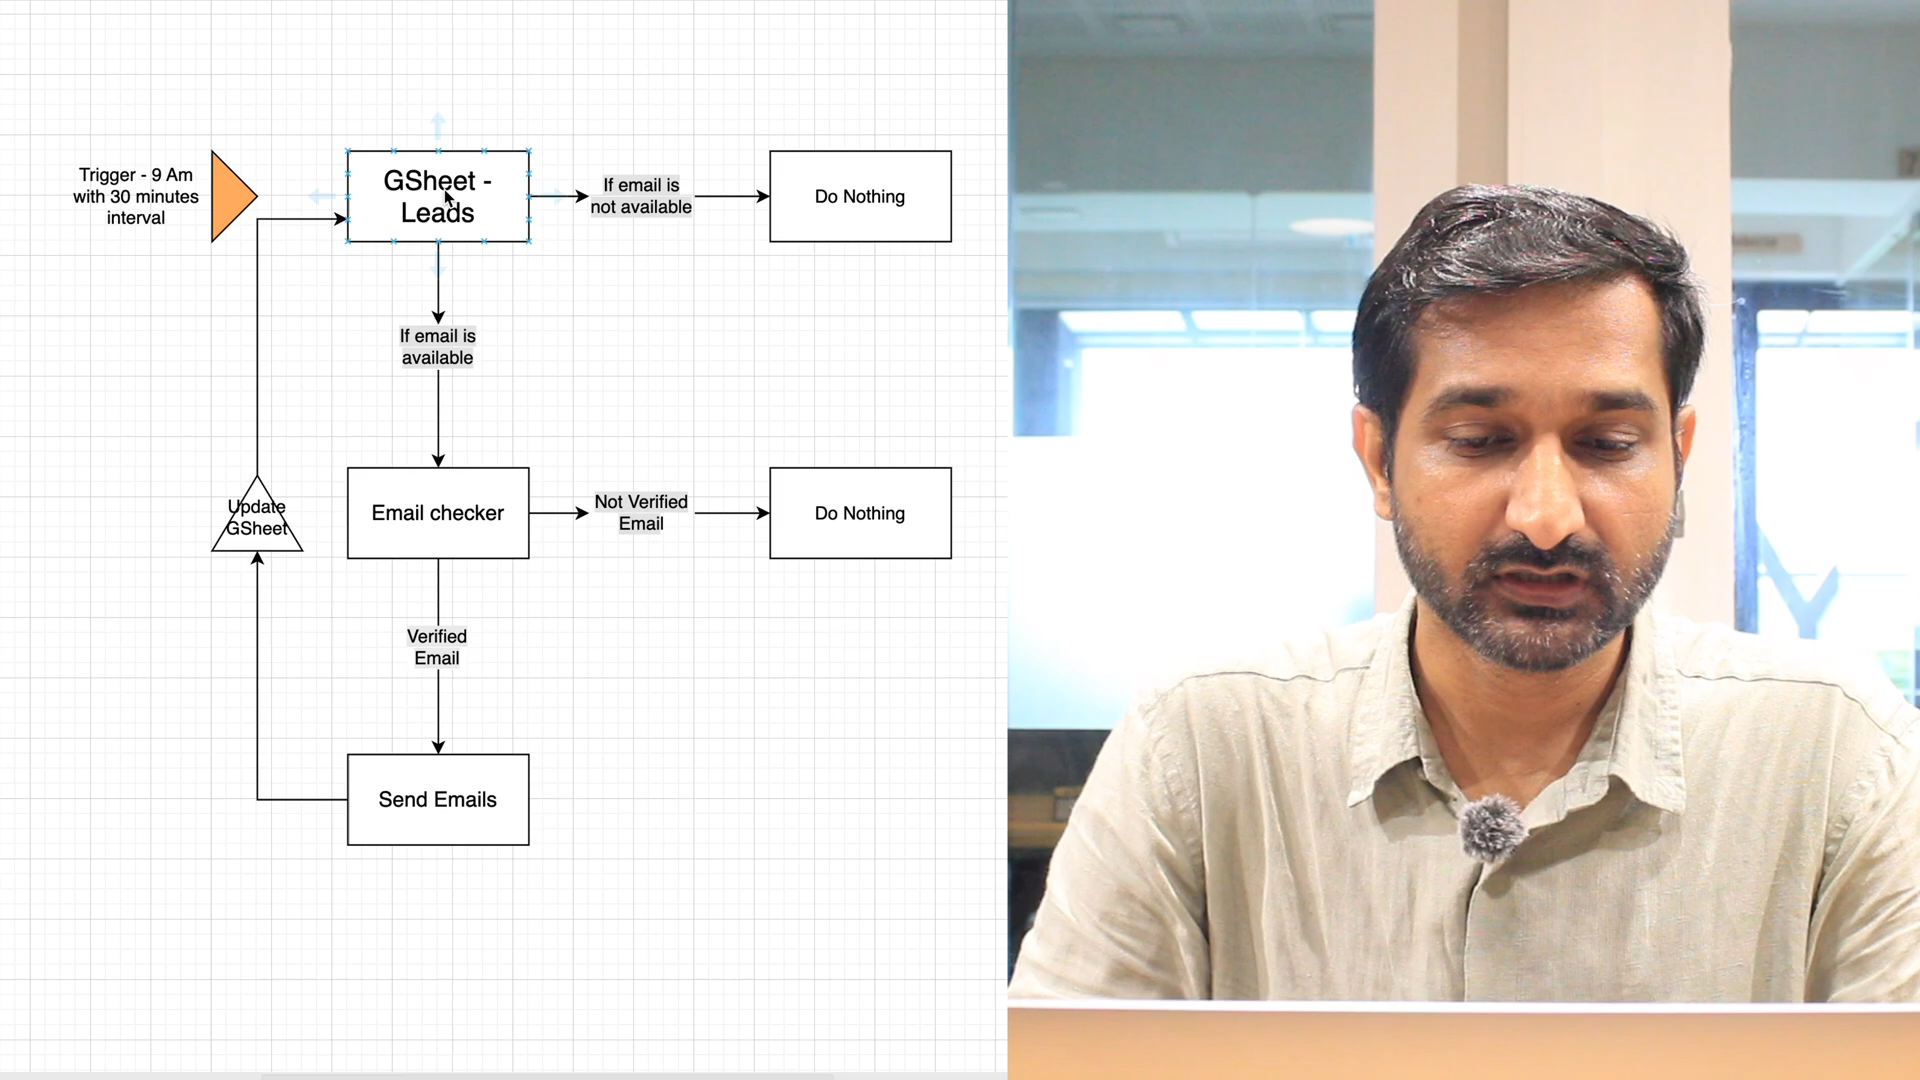 Trigger - 9 Am
with 30 minutes
interval
GSheet -
Leads
If email is
not available
Do Nothing
If email is
available
Update
GSheet
Email checker
Not Verified
Email
Do Nothing
Verified
Email
Send Emails